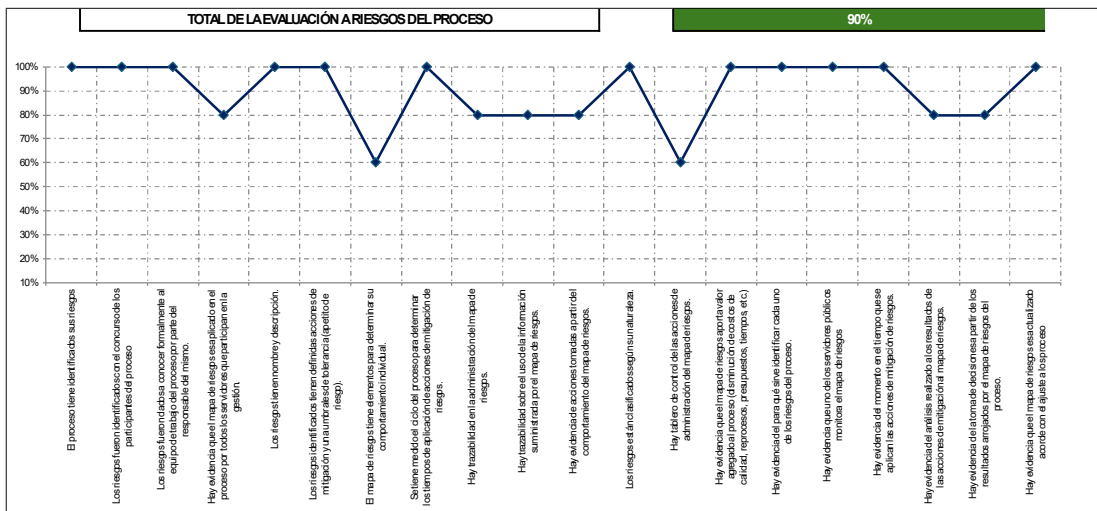 TOTAL DE LA EVALUACIÓN A RIESGOS DEL PROCESO
90%
100%
90%
80%
70%
60%
50%
40%
30%
20%
10%
El proceso tiene identificados sus riesgos
Los riesgos fueron identificados con el concurso de los
participantes del proceso
Los riesgos fueron dados a conocer formalmente al
equipo de trabajo del proceso por parte del
responsable del mismo.
Hay evidencia que el mapa de riesgos es aplicado en el
proceso por todos los servidores que participan en la
gestión.
Los riesgos tienen nombre y descripción.
Los riesgos identificados tienen definidas acciones de
mitigación y una umbrales de tolerancia (apetito de
riesgo).
El mapa de riesgos tiene elementos para determinar su
comportamiento individual.
Se tiene medido el ciclo del proceso para determinar
los tiempos de aplicación de acciones de mitigación de
riesgos.
Hay trazabilidad en la administración del mapa de
riesgos.
Hay trazabilidad sobre el uso de la información
suministrada por el mapa de riesgos.
Hay evidencia de acciones tomadas a partir del
comportamiento del mapa de riesgos.
Los riesgos están clasificados según su naturaleza.
Hay tablero de control de las acciones de
administración del mapa de riesgos.
Hay evidencia que el mapa de riesgos aporta valor
agregado al proceso (disminución de costos de
calidad, reprocesos, presupuestos, tiempos, etc.)
Hay evidencia del para qué sirve identificar cada uno
de los riesgos del proceso.
Hay evidencia que uno de los servidores públicos
monitora el mapa de riesgos
Hay evidencia del momento en el tiempo que se
aplican las acciones de mitigación de riesgos.
Hay evidencia del análisis realizado a los resultados de
las acciones de mitigación al mapa de riesgos.
Hay evidencia de la toma de decisiones a partir de los
resultados arrojados por el mapa de riesgos del
proceso.
Hay evidencia que el mapa de riesgos es actualizado
acorde con el ajuste a los procesos